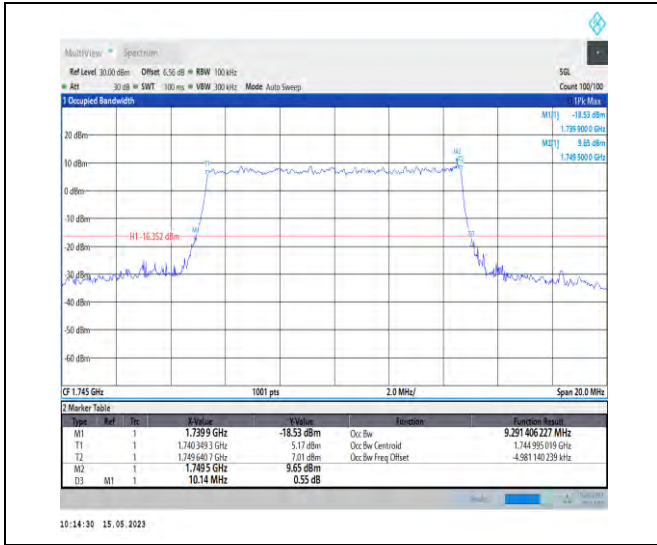 MultiView Spectrum
Ref Level 30.00 dBm Offset 6.56 dB RBW 100 kHz SGL
Att 30 dB SWT 100 ms VBW 300 kHz Mode Auto Sweep Count 100/100
1 Occupied Bandwidth 1Pk Max
M1[1] -18.53 dBm
1.739 900 0 GHz
M2[1] 9.65 dBm
1.749 500 0 GHz
20 dBm
M2
T1
10 dBm
0 dBm
-10 dBm
M1
H1 -16.352 dBm
-30 dBm
-40 dBm
-50 dBm
-60 dBm
CF 1.745 GHz 1001 pts 2.0 MHz/ Span 20.0 MHz
2 Marker Table
Type Ref Trc X-Value Y-Value Function Function Result
M1 1 1.739 9 GHz -18.53 dBm Occ Bw 9.291 406 227 MHz
T1 1 1.740 349 3 GHz 5.17 dBm Occ Bw Centroid 1.744 995 019 GHz
T2 1 1.749 640 7 GHz 7.01 dBm Occ Bw Freq Offset -4.981 140 239 kHz
M2 1 1.749 5 GHz 9.65 dBm
D3 M1 1 10.14 MHz 0.55 dB
10:14:30 15.05.2023